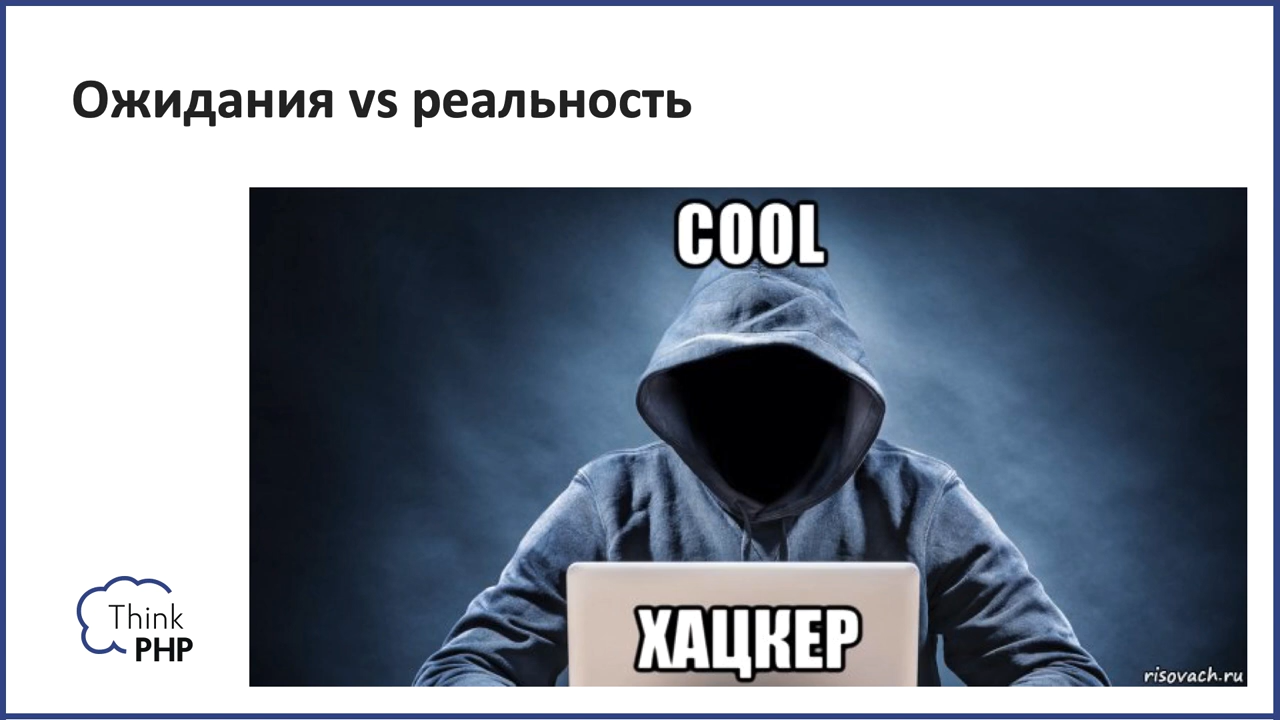 Ожидания vs реальность
COOL
ХАЦКЕР
Think
PHP
risovach.ru